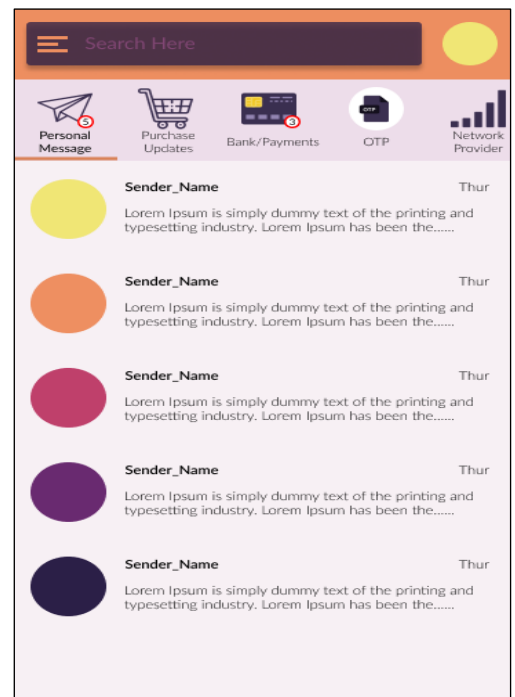 Search Here
5
3
OTP
Personal
Message
Purchase
Updates
Bank/Payments
OTP
Network
Provider
Sender_Name Thur
Lorem Ipsum is simply dummy text of the printing and
typesetting industry. Lorem Ipsum has been the......
Sender_Name Thur
Lorem Ipsum is simply dummy text of the printing and
typesetting industry. Lorem Ipsum has been the......
Sender_Name Thur
Lorem Ipsum is simply dummy text of the printing and
typesetting industry. Lorem Ipsum has been the......
Sender_Name Thur
Lorem Ipsum is simply dummy text of the printing and
typesetting industry. Lorem Ipsum has been the......
Sender_Name Thur
Lorem Ipsum is simply dummy text of the printing and
typesetting industry. Lorem Ipsum has been the......